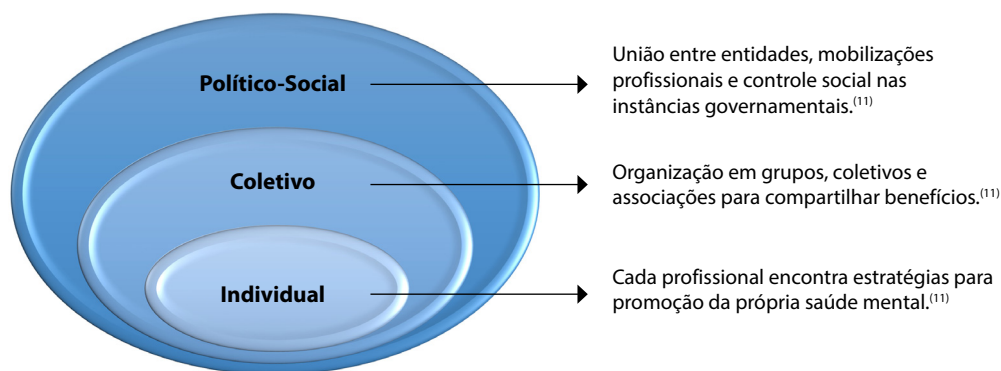 Político-Social
União entre entidades, mobilizações
profissionais e controle social nas
instâncias governamentais.(11)
Coletivo
Organização em grupos, coletivos e
associações para compartilhar benefícios.(11)
Individual
Cada profissional encontra estratégias para
promoção da própria saúde mental.(11)